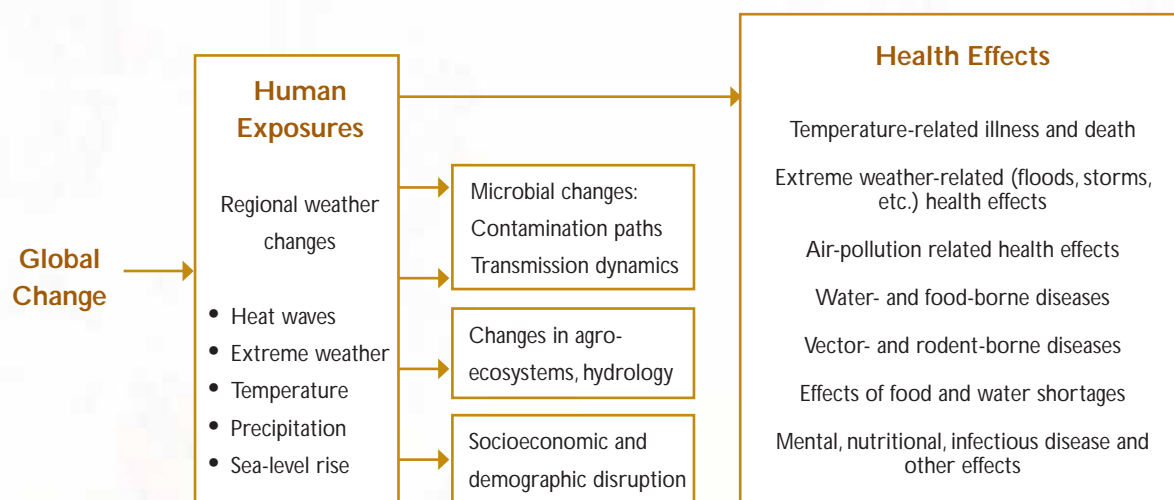 Global
Change
Human
Exposures
Regional weather
changes
• Heat waves
• Extreme weather
• Temperature
• Precipitation
• Sea-level rise
Microbial changes:
Contamination paths
Transmission dynamics
Changes in agro-
ecosystems, hydrology
Socioeconomic and
demographic disruption
Health Effects
Temperature-related illness and death
Extreme weather-related (floods, storms,
etc.) health effects
Air-pollution related health effects
Water- and food-borne diseases
Vector- and rodent-borne diseases
Effects of food and water shortages
Mental, nutritional, infectious disease and
other effects